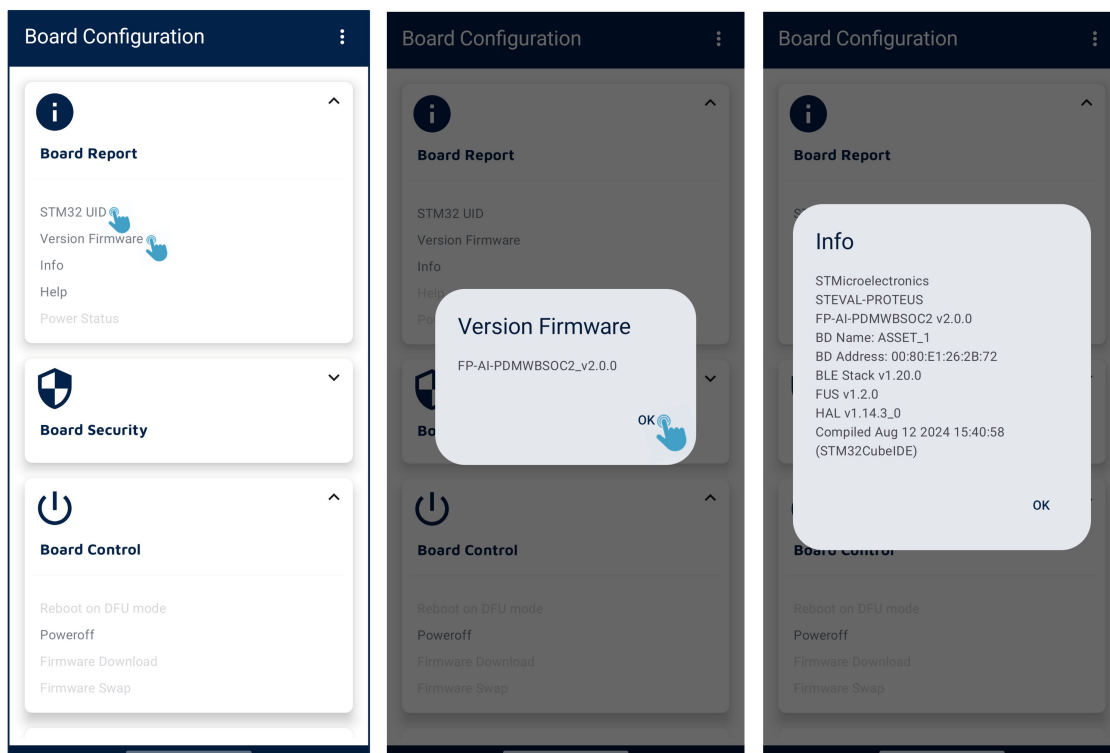 Board Configuration
Board Report
STM32 UID
Version Firmware
Info
Help
Power Status
Board Security
Board Control
Reboot on DFU mode
Poweroff
Firmware Download
Firmware Swap
Board Configuration
Board Report
STM32 UID
Version Firmware
Info
Help
Version Firmware
FP-AI-PDMWBSOC2_v2.0.0
OK
Board Control
Reboot on DFU mode
Poweroff
Firmware Download
Firmware Swap
Board Configuration
Board Report
Info
STMicroelectronics
STEVAL-PROTEUS
FP-AI-PDMWBSOC2 v2.0.0
BD Name: ASSET_1
BD Address: 00:80:E1:26:2B:72
BLE Stack v1.20.0
FUS v1.2.0
HAL v1.14.3_0
Compiled Aug 12 2024 15:40:58
(STM32CubeIDE)
OK
Board Control
Reboot on DFU mode
Poweroff
Firmware Download
Firmware Swap